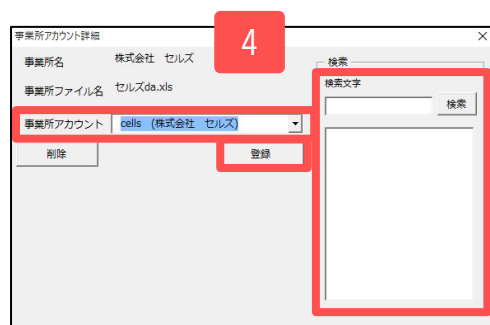 事業所アカウント詳細
4
事業所名 株式会社 セルズ
事業所ファイル名 セルズda.xls
事業所アカウント cells (株式会社 セルズ)
削除 登録
検索
検索文字
検索